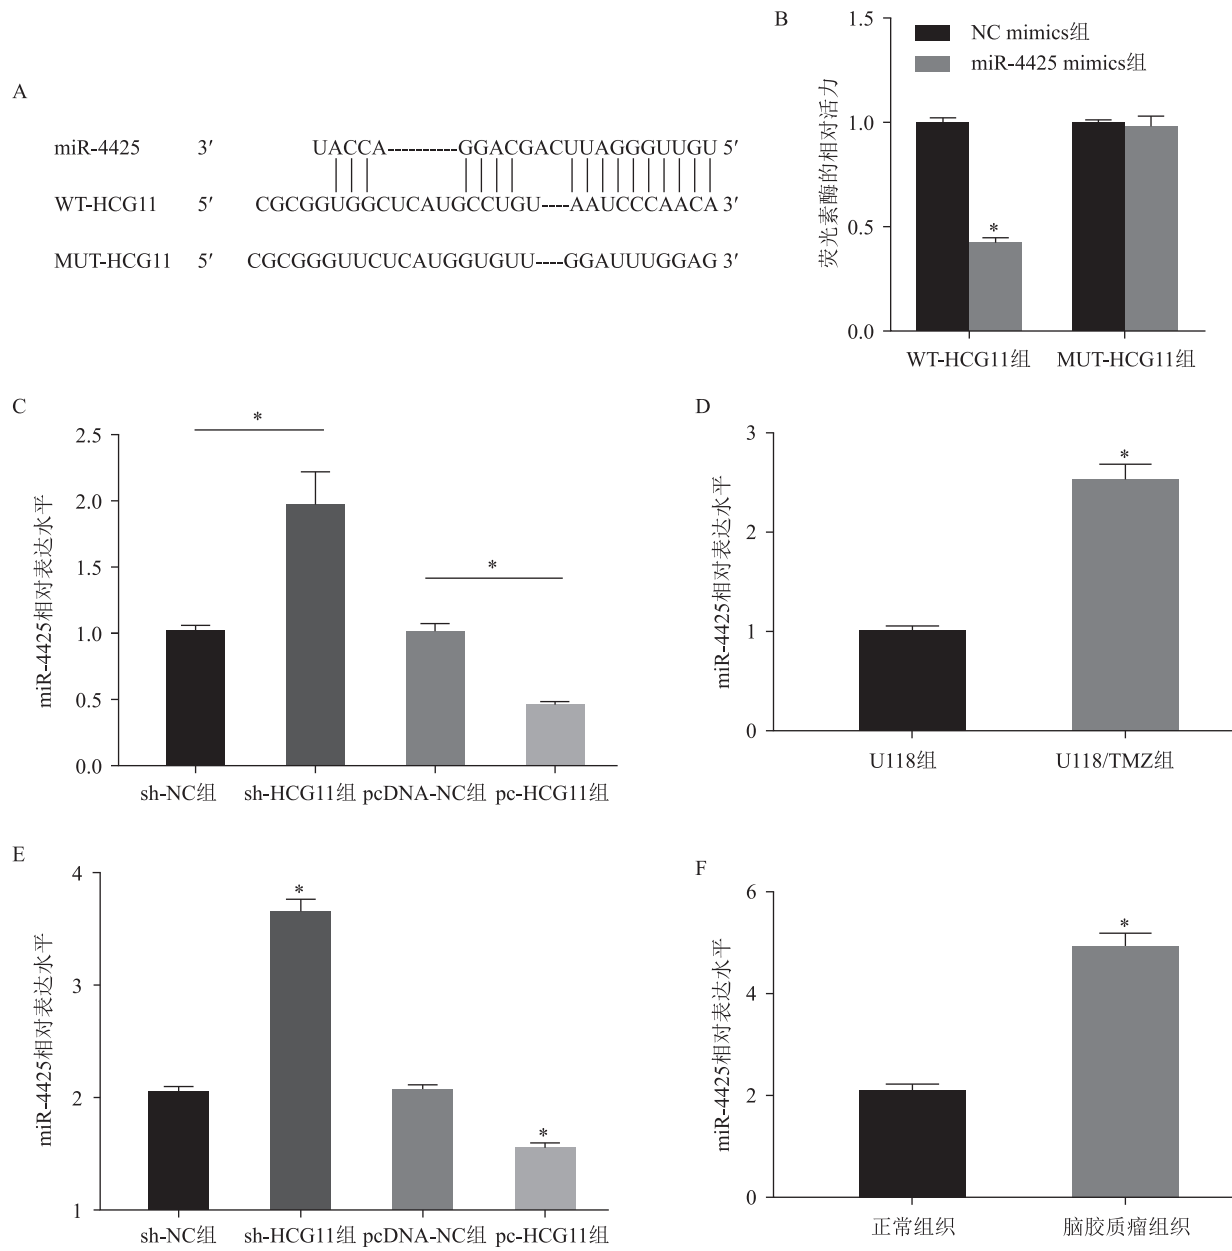 A
miR-4425 3′ UACCA----------GGACGACUUAGGGUUGU 5′
WT-HCG11 5′ CGCGGUGGCUCAUGCCUGU----AAUCCCAACA 3′
MUT-HCG11 5′ CGCGGGUUCUCAUGGUGUU----GGAUUUGGAG 3′
B
荧光素酶的相对活力
1.5
1.0
0.5
0.0
NC mimics组
miR-4425 mimics组
*
WT-HCG11组 MUT-HCG11组
C
miR-4425相对表达水平
2.5
2.0
1.5
1.0
0.5
0.0
*
*
sh-NC组 sh-HCG11组 pcDNA-NC组 pc-HCG11组
D
miR-4425相对表达水平
3
2
1
0
*
U118组 U118/TMZ组
E
miR-4425相对表达水平
4
3
2
1
*
*
sh-NC组 sh-HCG11组 pcDNA-NC组 pc-HCG11组
F
miR-4425相对表达水平
6
4
2
0
*
正常组织 脑胶质瘤组织